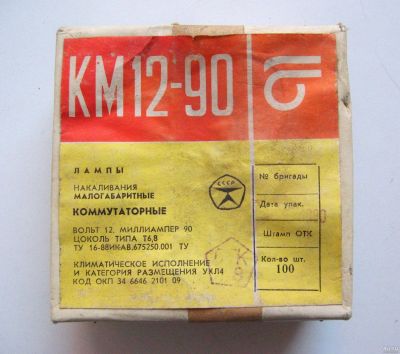 КМ12-90
ЛАМПЫ
НАКАЛИВАНИЯ
МАЛОГАБАРИТНЫЕ
КОММУТАТОРНЫЕ
ВОЛЬТ 12, МИЛЛИАМПЕР 90
ЦОКОЛЬ ТИПА Т6,8
ТУ 16-88ИКАВ.675250.001 ТУ
КЛИМАТИЧЕСКОЕ ИСПОЛНЕНИЕ
И КАТЕГОРИЯ РАЗМЕЩЕНИЯ УХЛ4
КОД ОКП 34 6646 2101 09
СССР
№ бригады
Дата упак.
Штамп ОТК
Кол-во шт.
100
К
9